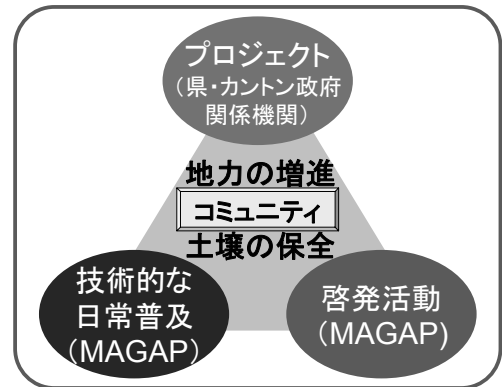 プロジェクト
（県・カントン政府
関係機関）
地力の増進
コミュニティ
土壌の保全
技術的な
日常普及
（MAGAP）
啓発活動
（MAGAP)